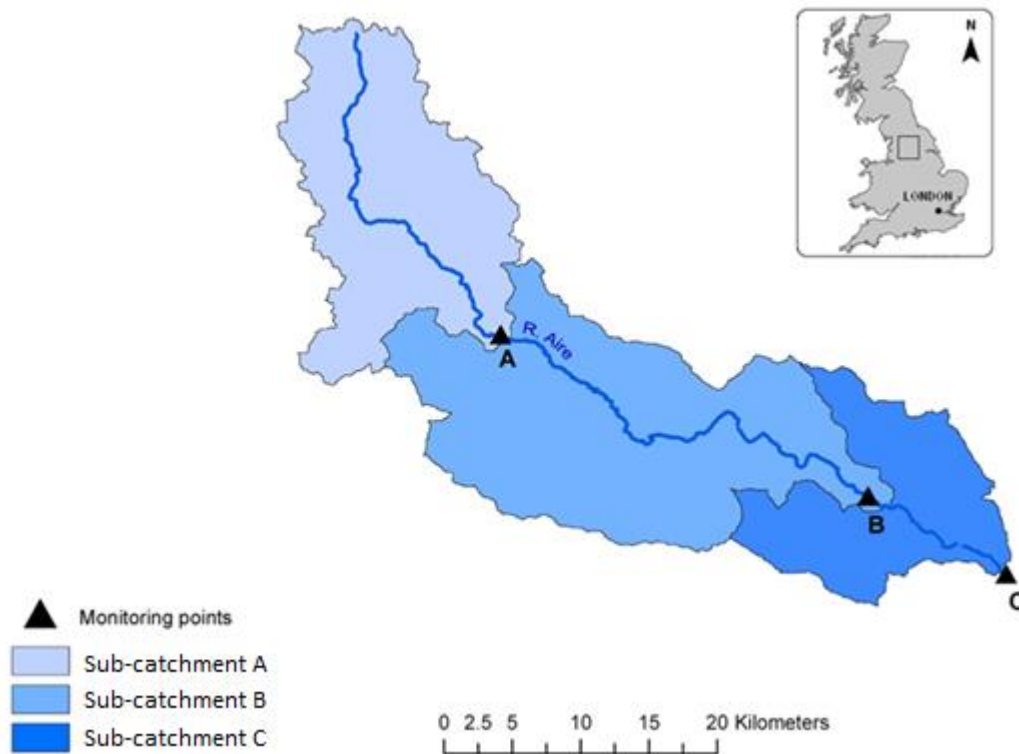 N
LONDON
R. Aire
A
B
C
Monitoring points
Sub-catchment A
Sub-catchment B
Sub-catchment C
0 2.5 5 10 15 20 Kilometers